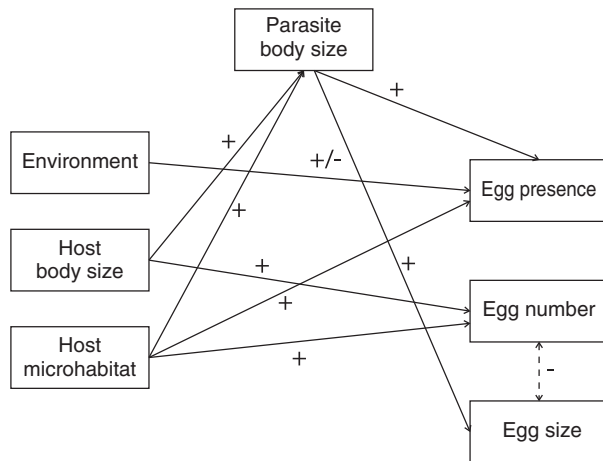 Parasite
body size
+
+
Environment
+/-
Egg presence
+
Host
body size
+
+
+
Egg number
Host
microhabitat
+
-
Egg size